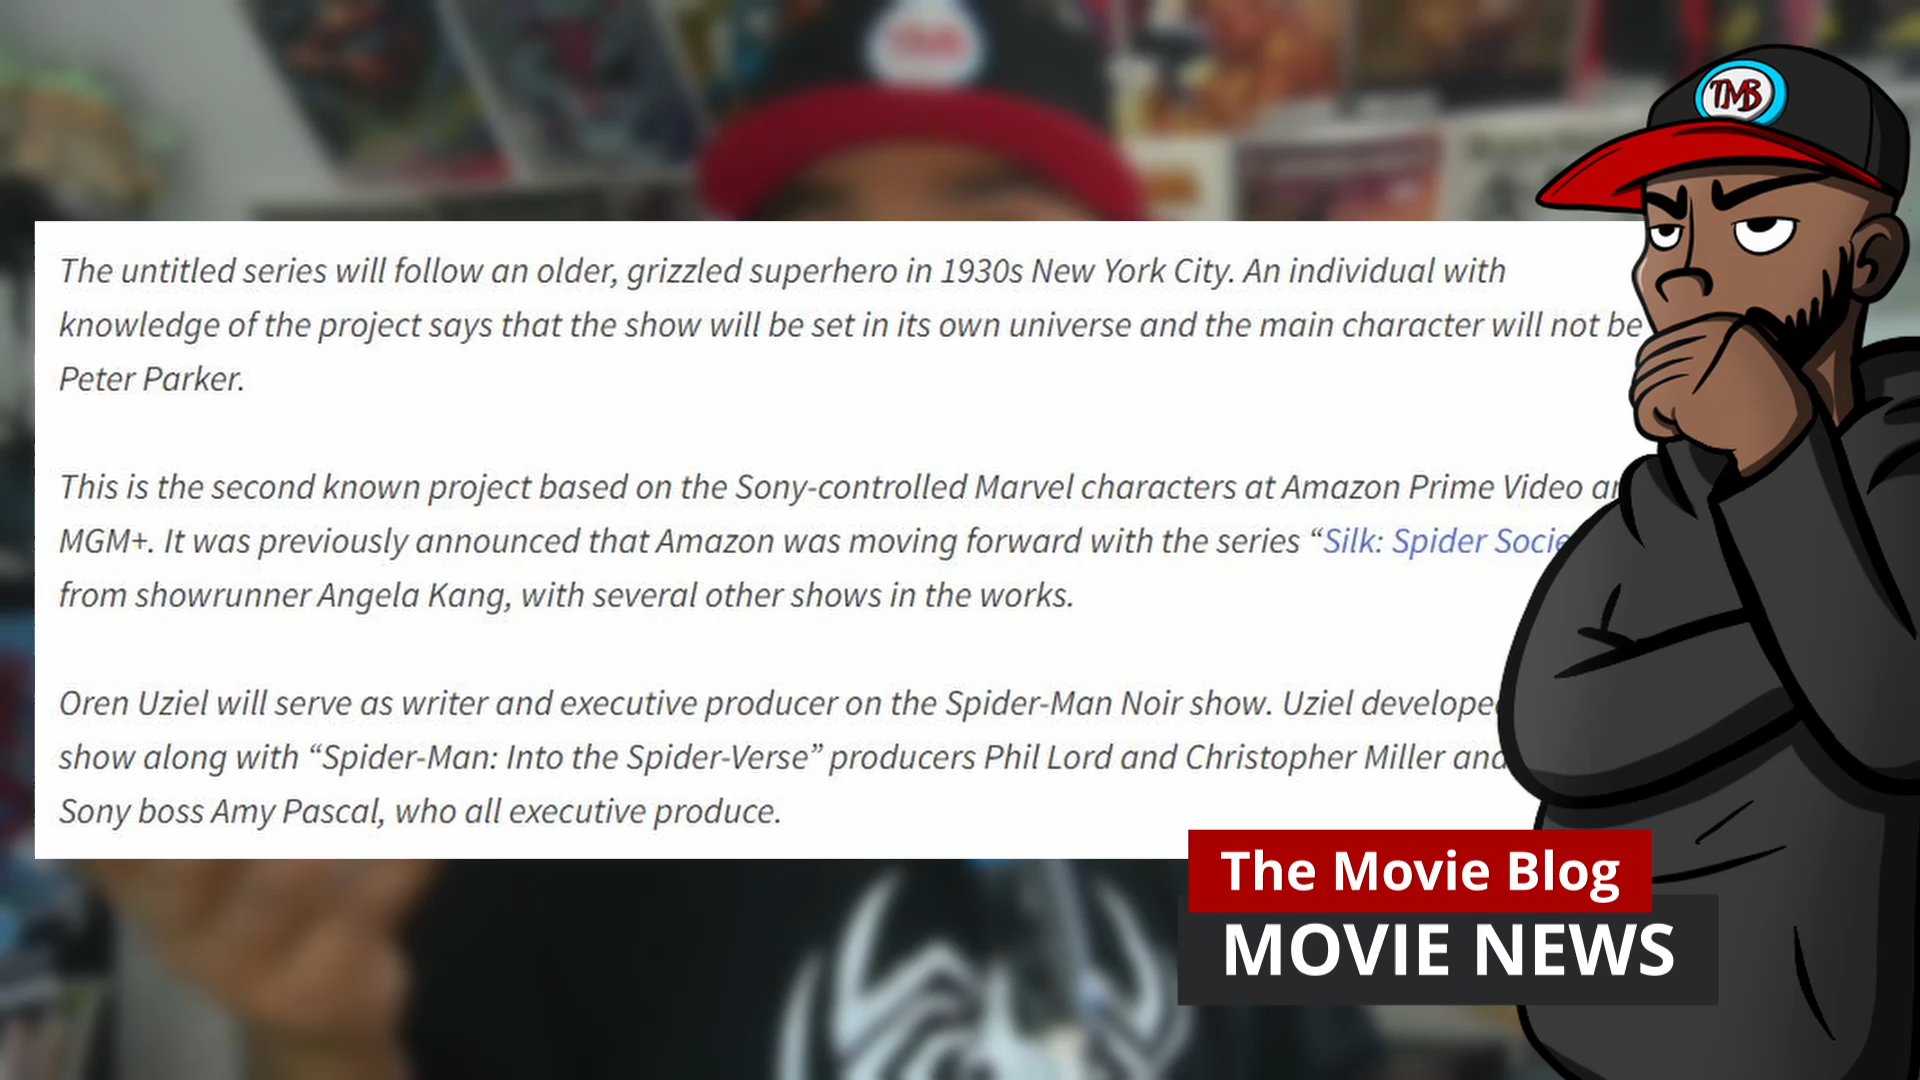 TMB
The untitled series will follow an older, grizzled superhero in 1930s New York City. An individual with
knowledge of the project says that the show will be set in its own universe and the main character will not be
Peter Parker.
This is the second known project based on the Sony-controlled Marvel characters at Amazon Prime Video
MGM+. It was previously announced that Amazon was moving forward with the series “Silk: Spider
from showrunner Angela Kang, with several other shows in the works.
Oren Uziel will serve as writer and executive producer on the Spider-Man Noir show. Uziel
show along with “Spider-Man: Into the Spider-Verse” producers Phil Lord and Christopher Miller and
Sony boss Amy Pascal, who all executive produce.
The Movie Blog
MOVIE NEWS